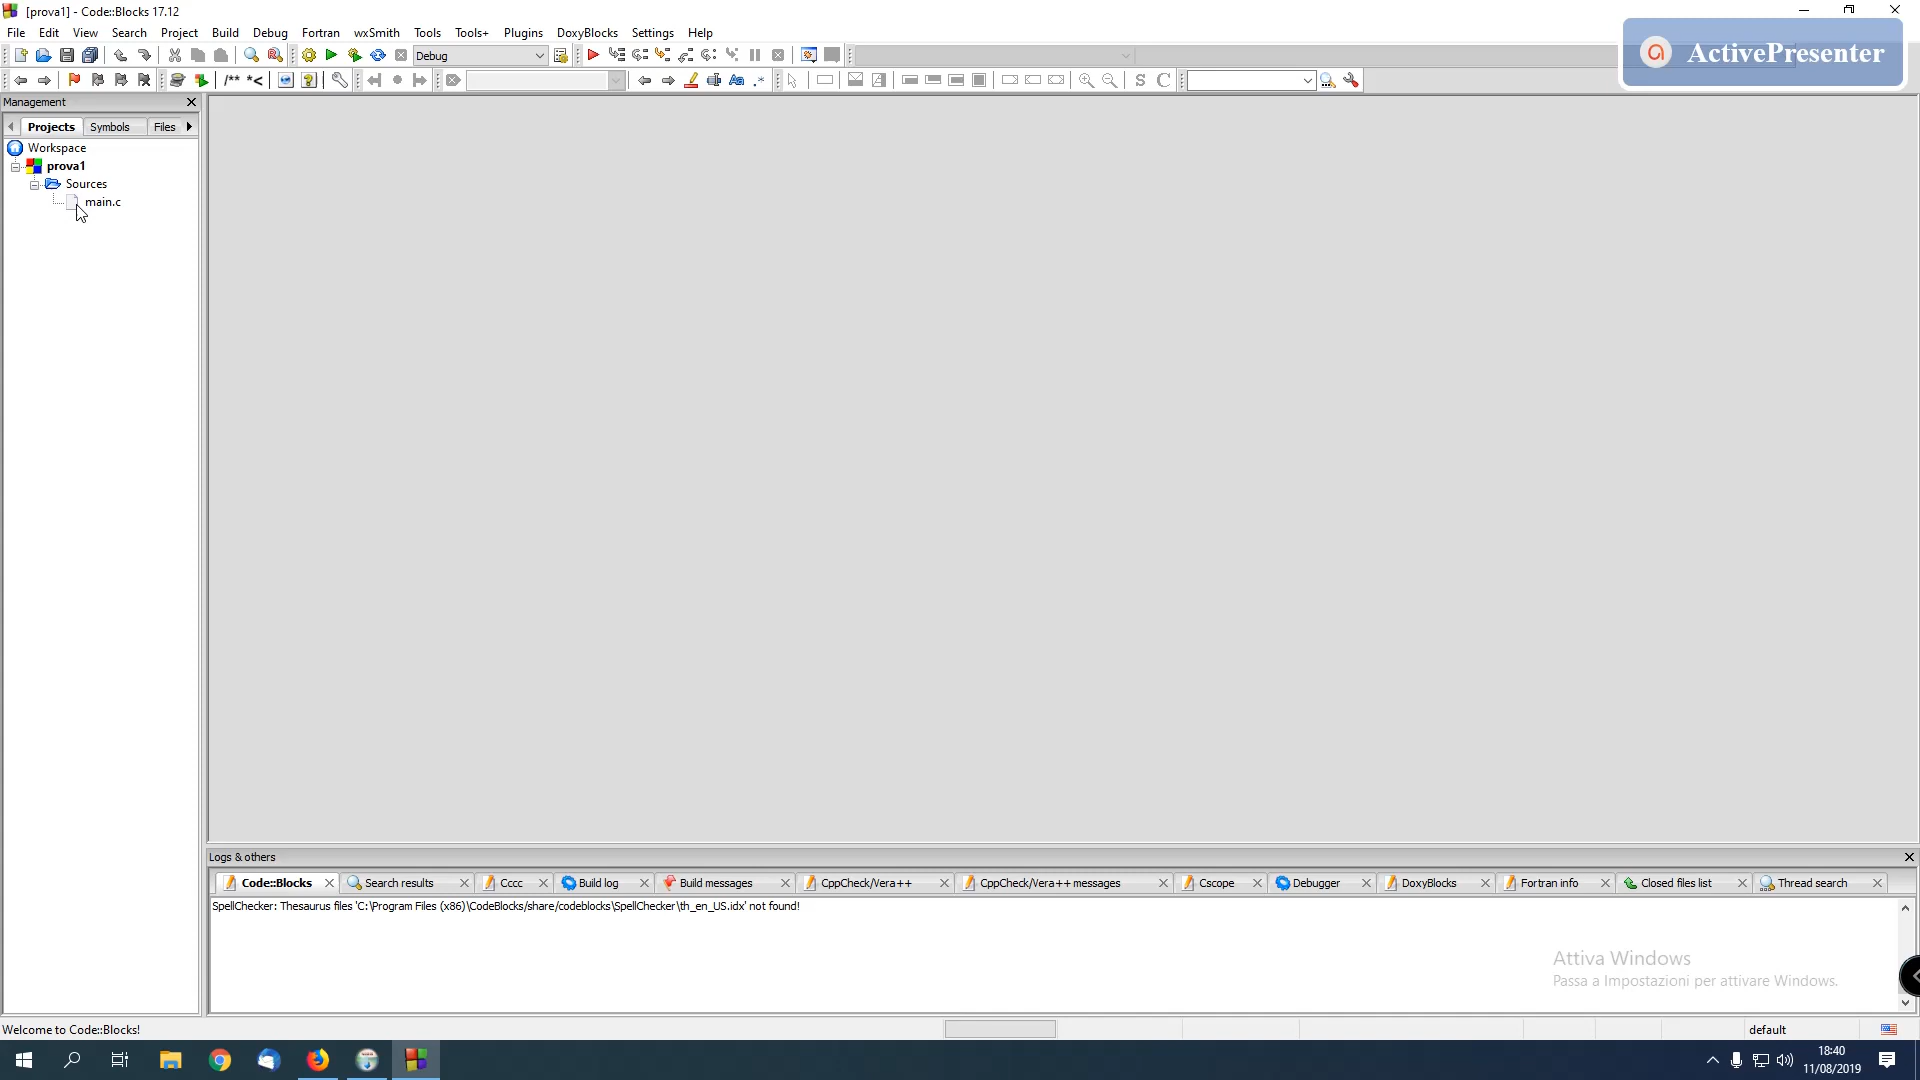 [prova1] - Code::Blocks 17.12
File Edit View Search Project Build Debug Fortran wxSmith Tools Tools+ Plugins DoxyBlocks Settings Help
ActivePresenter
Debug
/** *<
Aa .*
S C
Management
Projects Symbols Files
Workspace
prova1
Sources
main.c
Logs & others
Code::Blocks Search results Cccc Build log Build messages CppCheck/Vera++ CppCheck/Vera++ messages Cscope Debugger DoxyBlocks Fortran info Closed files list Thread search
SpellChecker: Thesaurus files 'C:\Program Files (x86)\CodeBlocks/share/codeblocks\SpellChecker\th_en_US.idx' not found!
Attiva Windows
Passa a Impostazioni per attivare Windows.
Welcome to Code::Blocks! default
18:40
11/08/2019